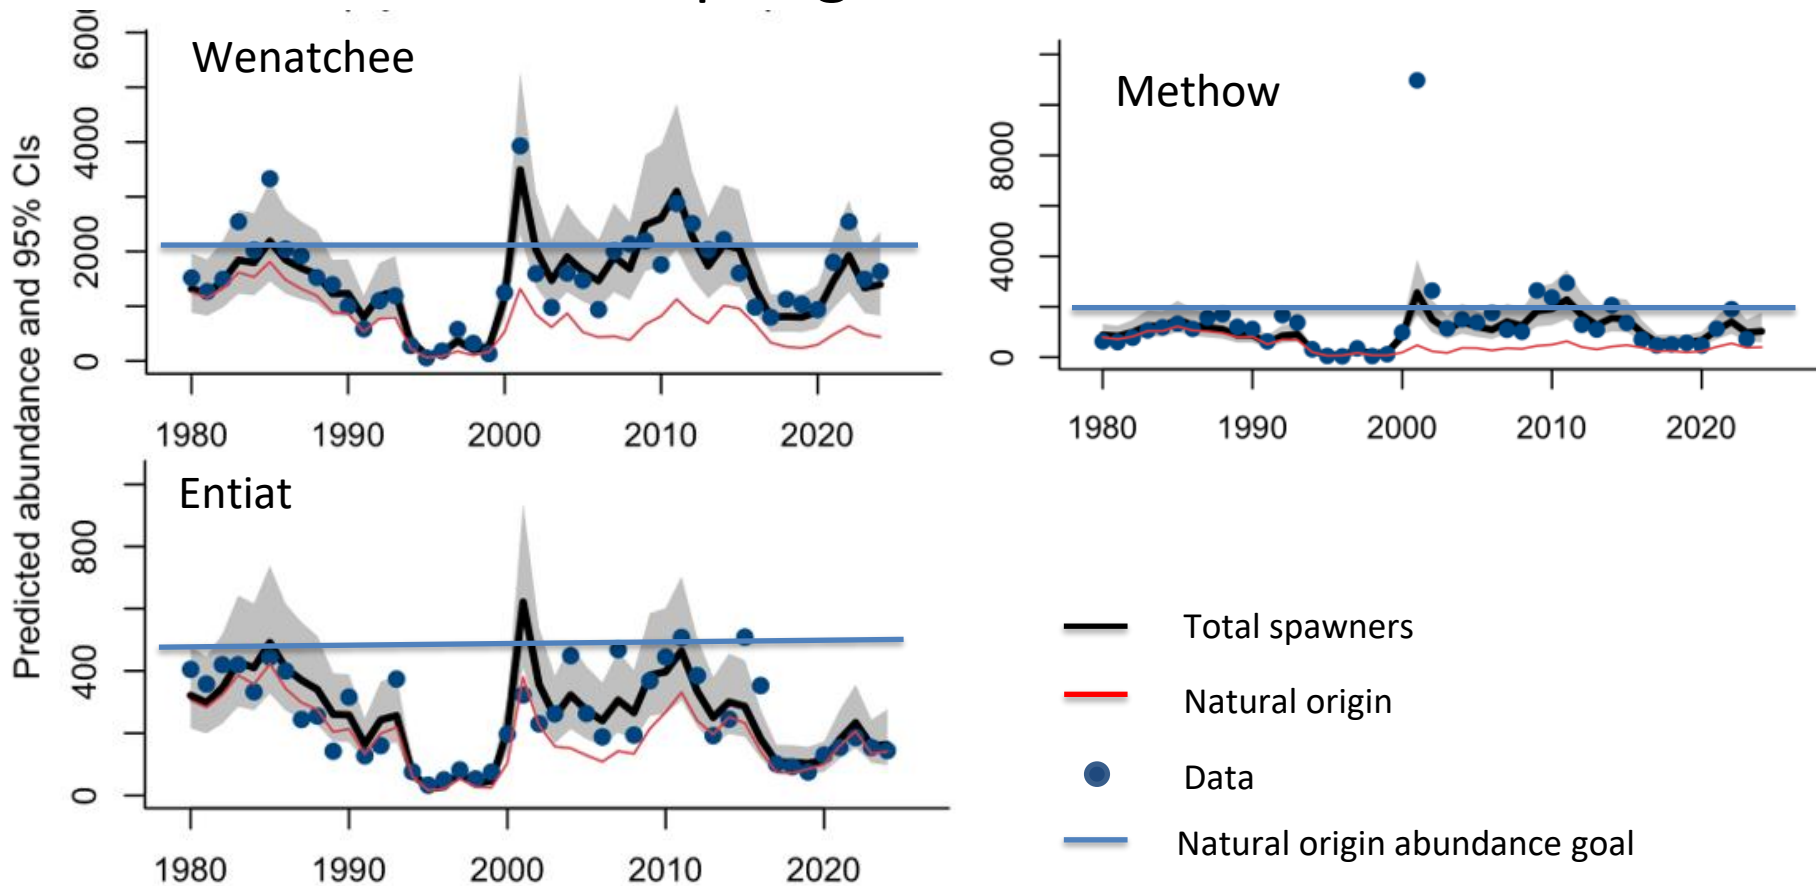 Wenatchee
6000
4000
2000
0
1980 1990 2000 2010 2020
Methow
8000
4000
0
1980 1990 2000 2010 2020
Predicted abundance and 95% CIs
Entiat
800
400
0
1980 1990 2000 2010 2020
Total spawners
Natural origin
Data
Natural origin abundance goal